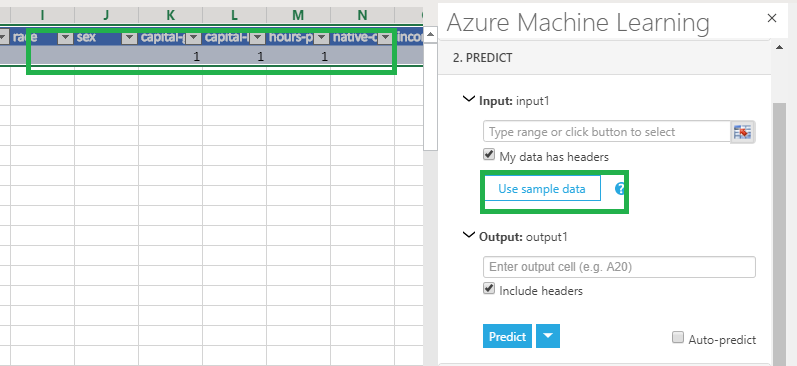 I J K L M N
race sex capital- capital- hours-p native-c incor
1 1 1
Azure Machine Learning
2. PREDICT
Input: input1
Type range or click button to select
My data has headers
Use sample data ?
Output: output1
Enter output cell (e.g. A20)
Include headers
Predict
Auto-predict